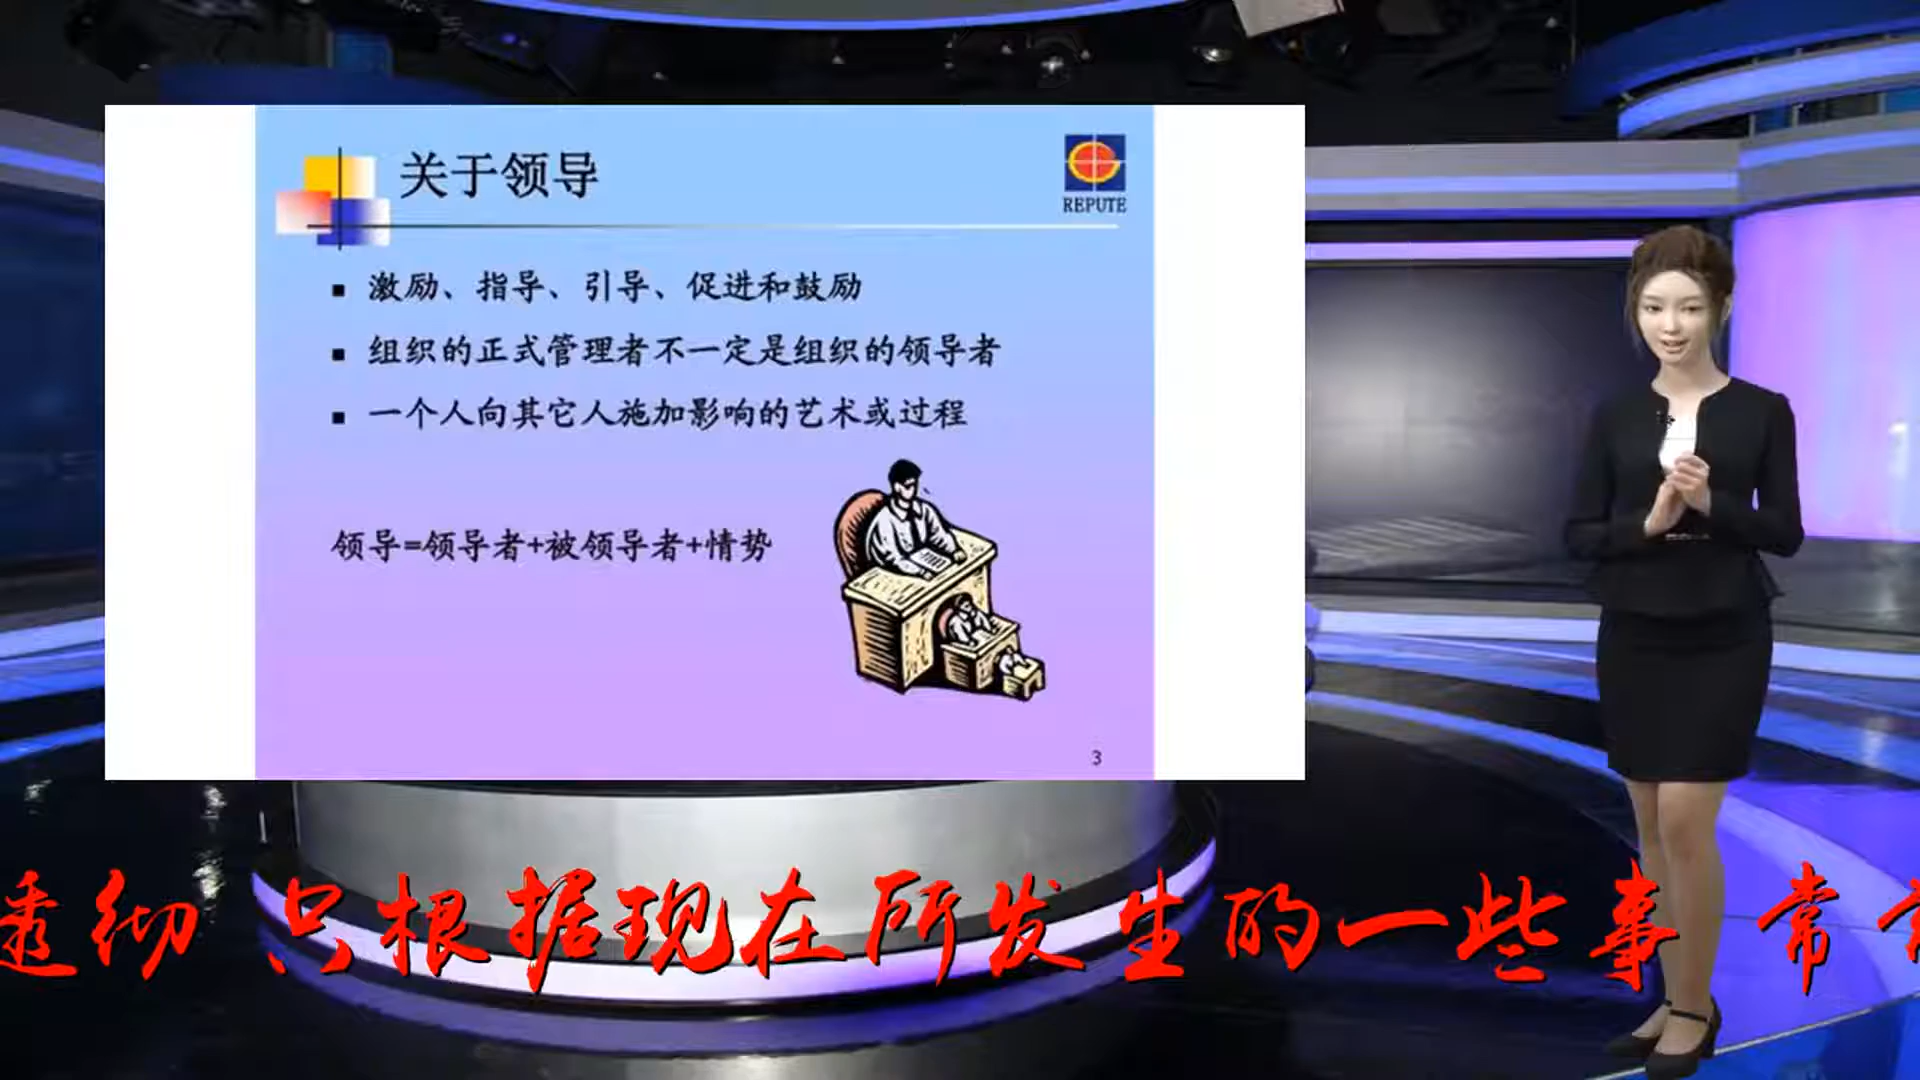 关于领导
REPUTE
激励、指导、引导、促进和鼓励
组织的正式管理者不一定是组织的领导者
一个人向其它人施加影响的艺术或过程
领导=领导者+被领导者+情势
3
透彻 只根据现在所发生的一些事 常